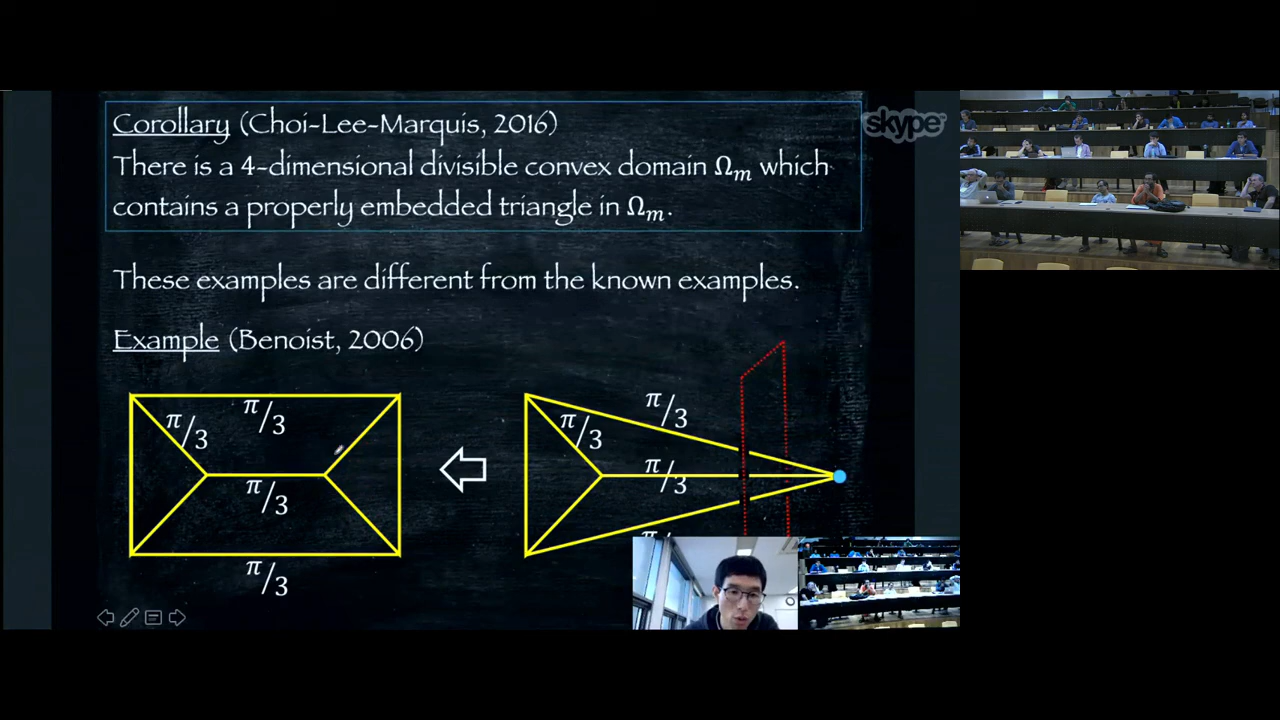 Corollary (Choi-Lee-Marquis, 2016)
There is a 4-dimensional divisible convex domain Ωₘ which
contains a properly embedded triangle in Ωₘ.
skype
These examples are different from the known examples.
Example (Benoist, 2006)
π/3
π/3
π/3
π/3
π/3
π/3
π/3